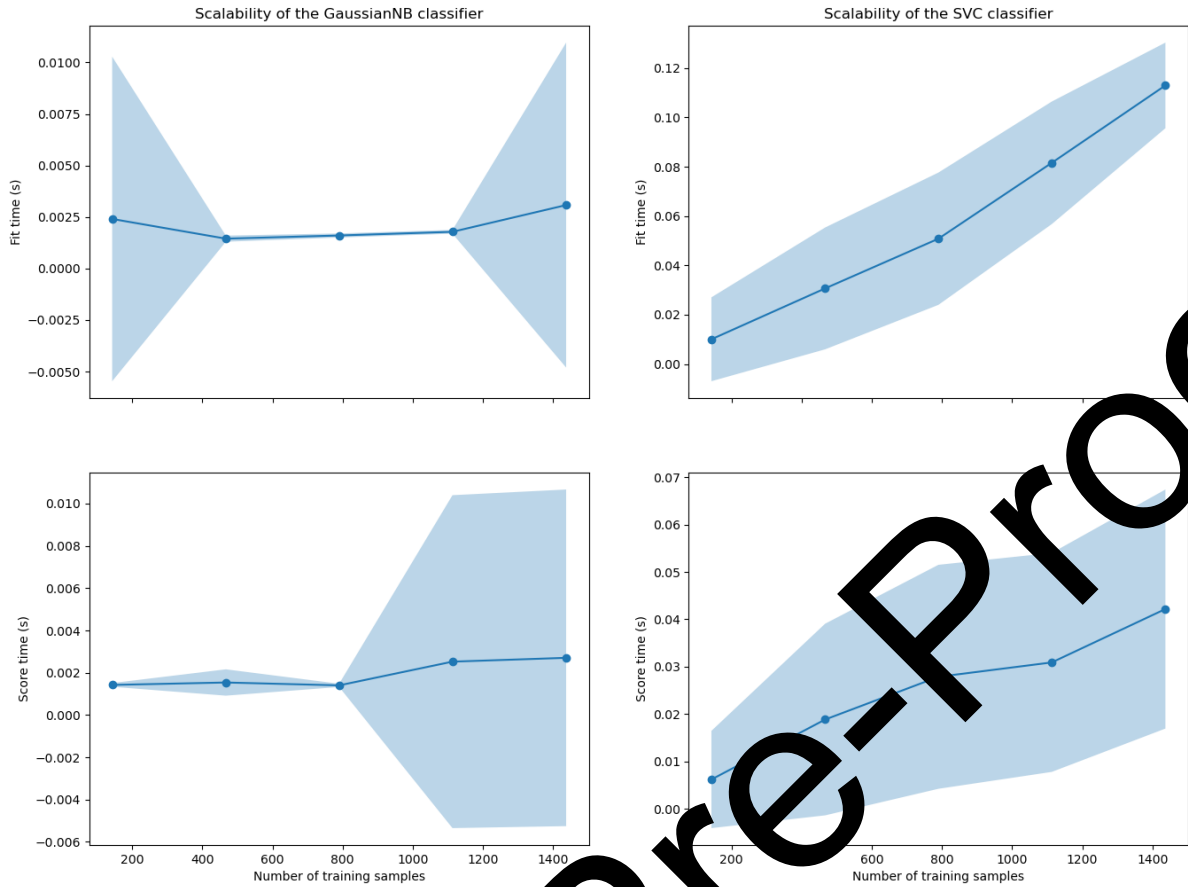 Scalability of the GaussianNB classifier
Scalability of the SVC classifier
Fit time (s)
0.0100
0.0075
0.0050
0.0025
0.0000
−0.0025
−0.0050
Fit time (s)
0.12
0.10
0.08
0.06
0.04
0.02
0.00
Score time (s)
0.010
0.008
0.006
0.004
0.002
0.000
−0.002
−0.004
−0.006
200 400 600 800 1000 1200 1400
Number of training samples
Score time (s)
0.07
0.06
0.05
0.04
0.03
0.02
0.01
0.00
200 600 800 1000 1200 1400
Number of training samples
re-Pro